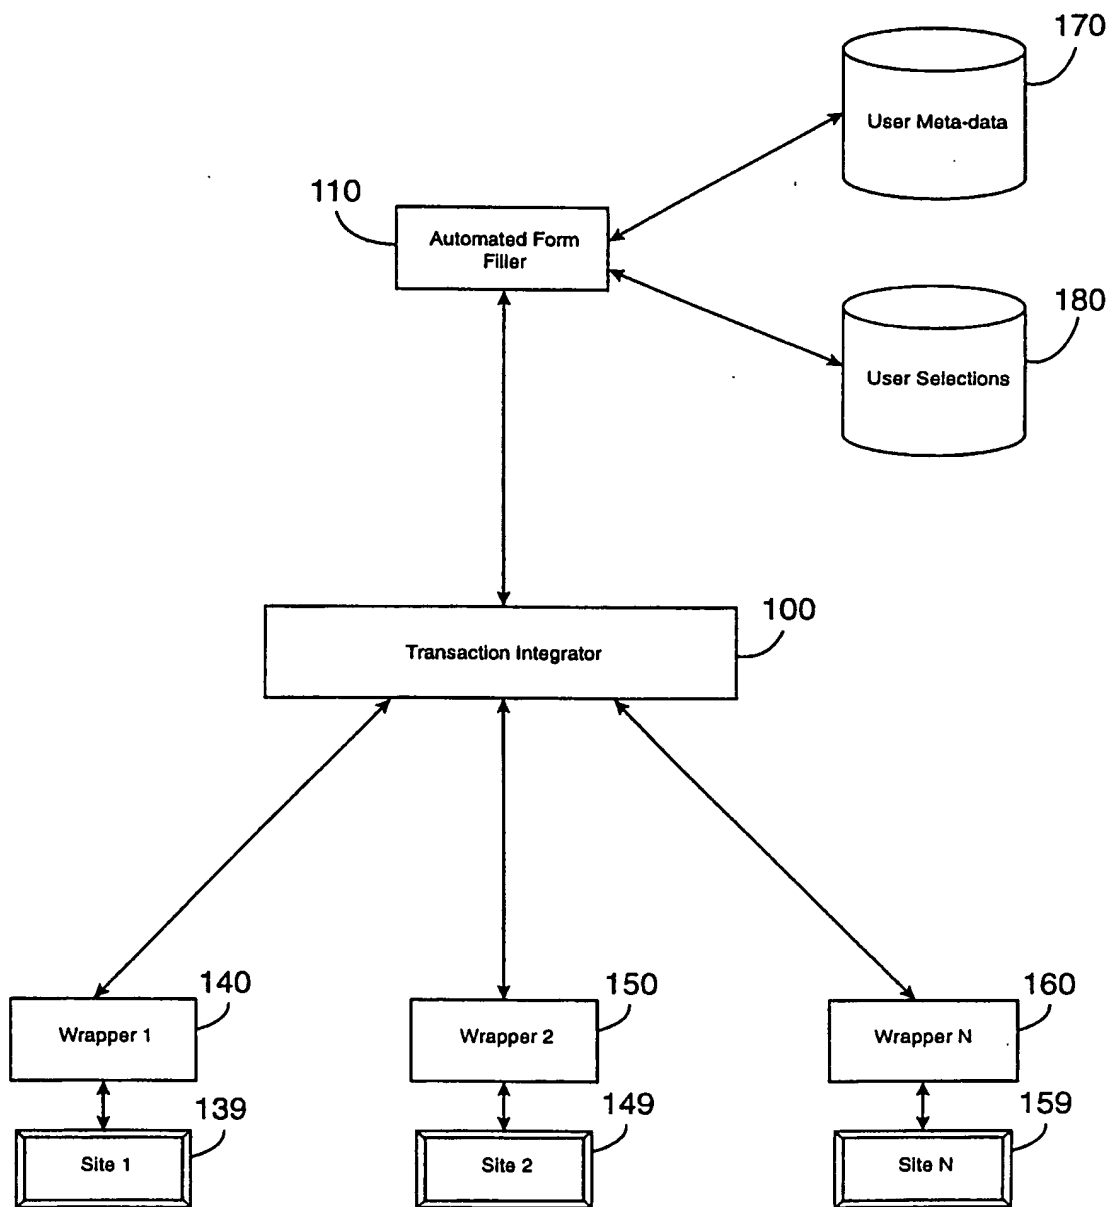 170
User Meta-data
110
Automated Form
Filler
180
User Selections
100
Transaction Integrator
140
150
160
Wrapper 1
Wrapper 2
Wrapper N
139
149
159
Site 1
Site 2
Site N